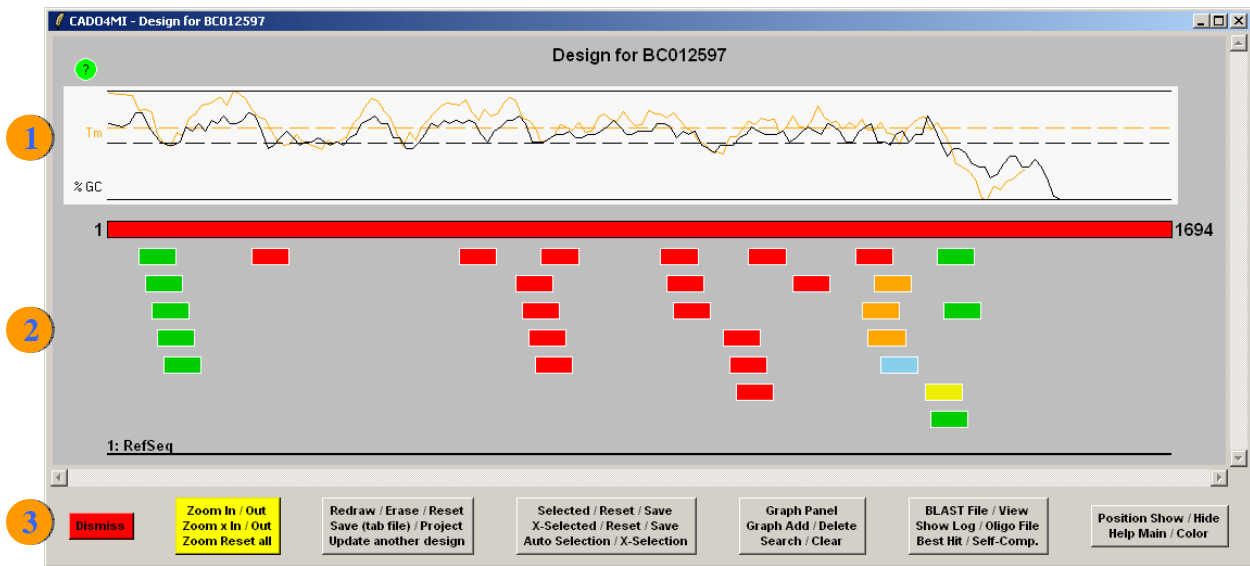 CADO4MI - Design for BC012597
Design for BC012597
?
1
Tm
% GC
1
1694
2
1: RefSeq
3
Dismiss
Zoom In / Out
Zoom x In / Out
Zoom Reset all
Redraw / Erase / Reset
Save (tab file) / Project
Update another design
Selected / Reset / Save
X-Selected / Reset / Save
Auto Selection / X-Selection
Graph Panel
Graph Add / Delete
Search / Clear
BLAST File / View
Show Log / Oligo File
Best Hit / Self-Comp.
Position Show / Hide
Help Main / Color